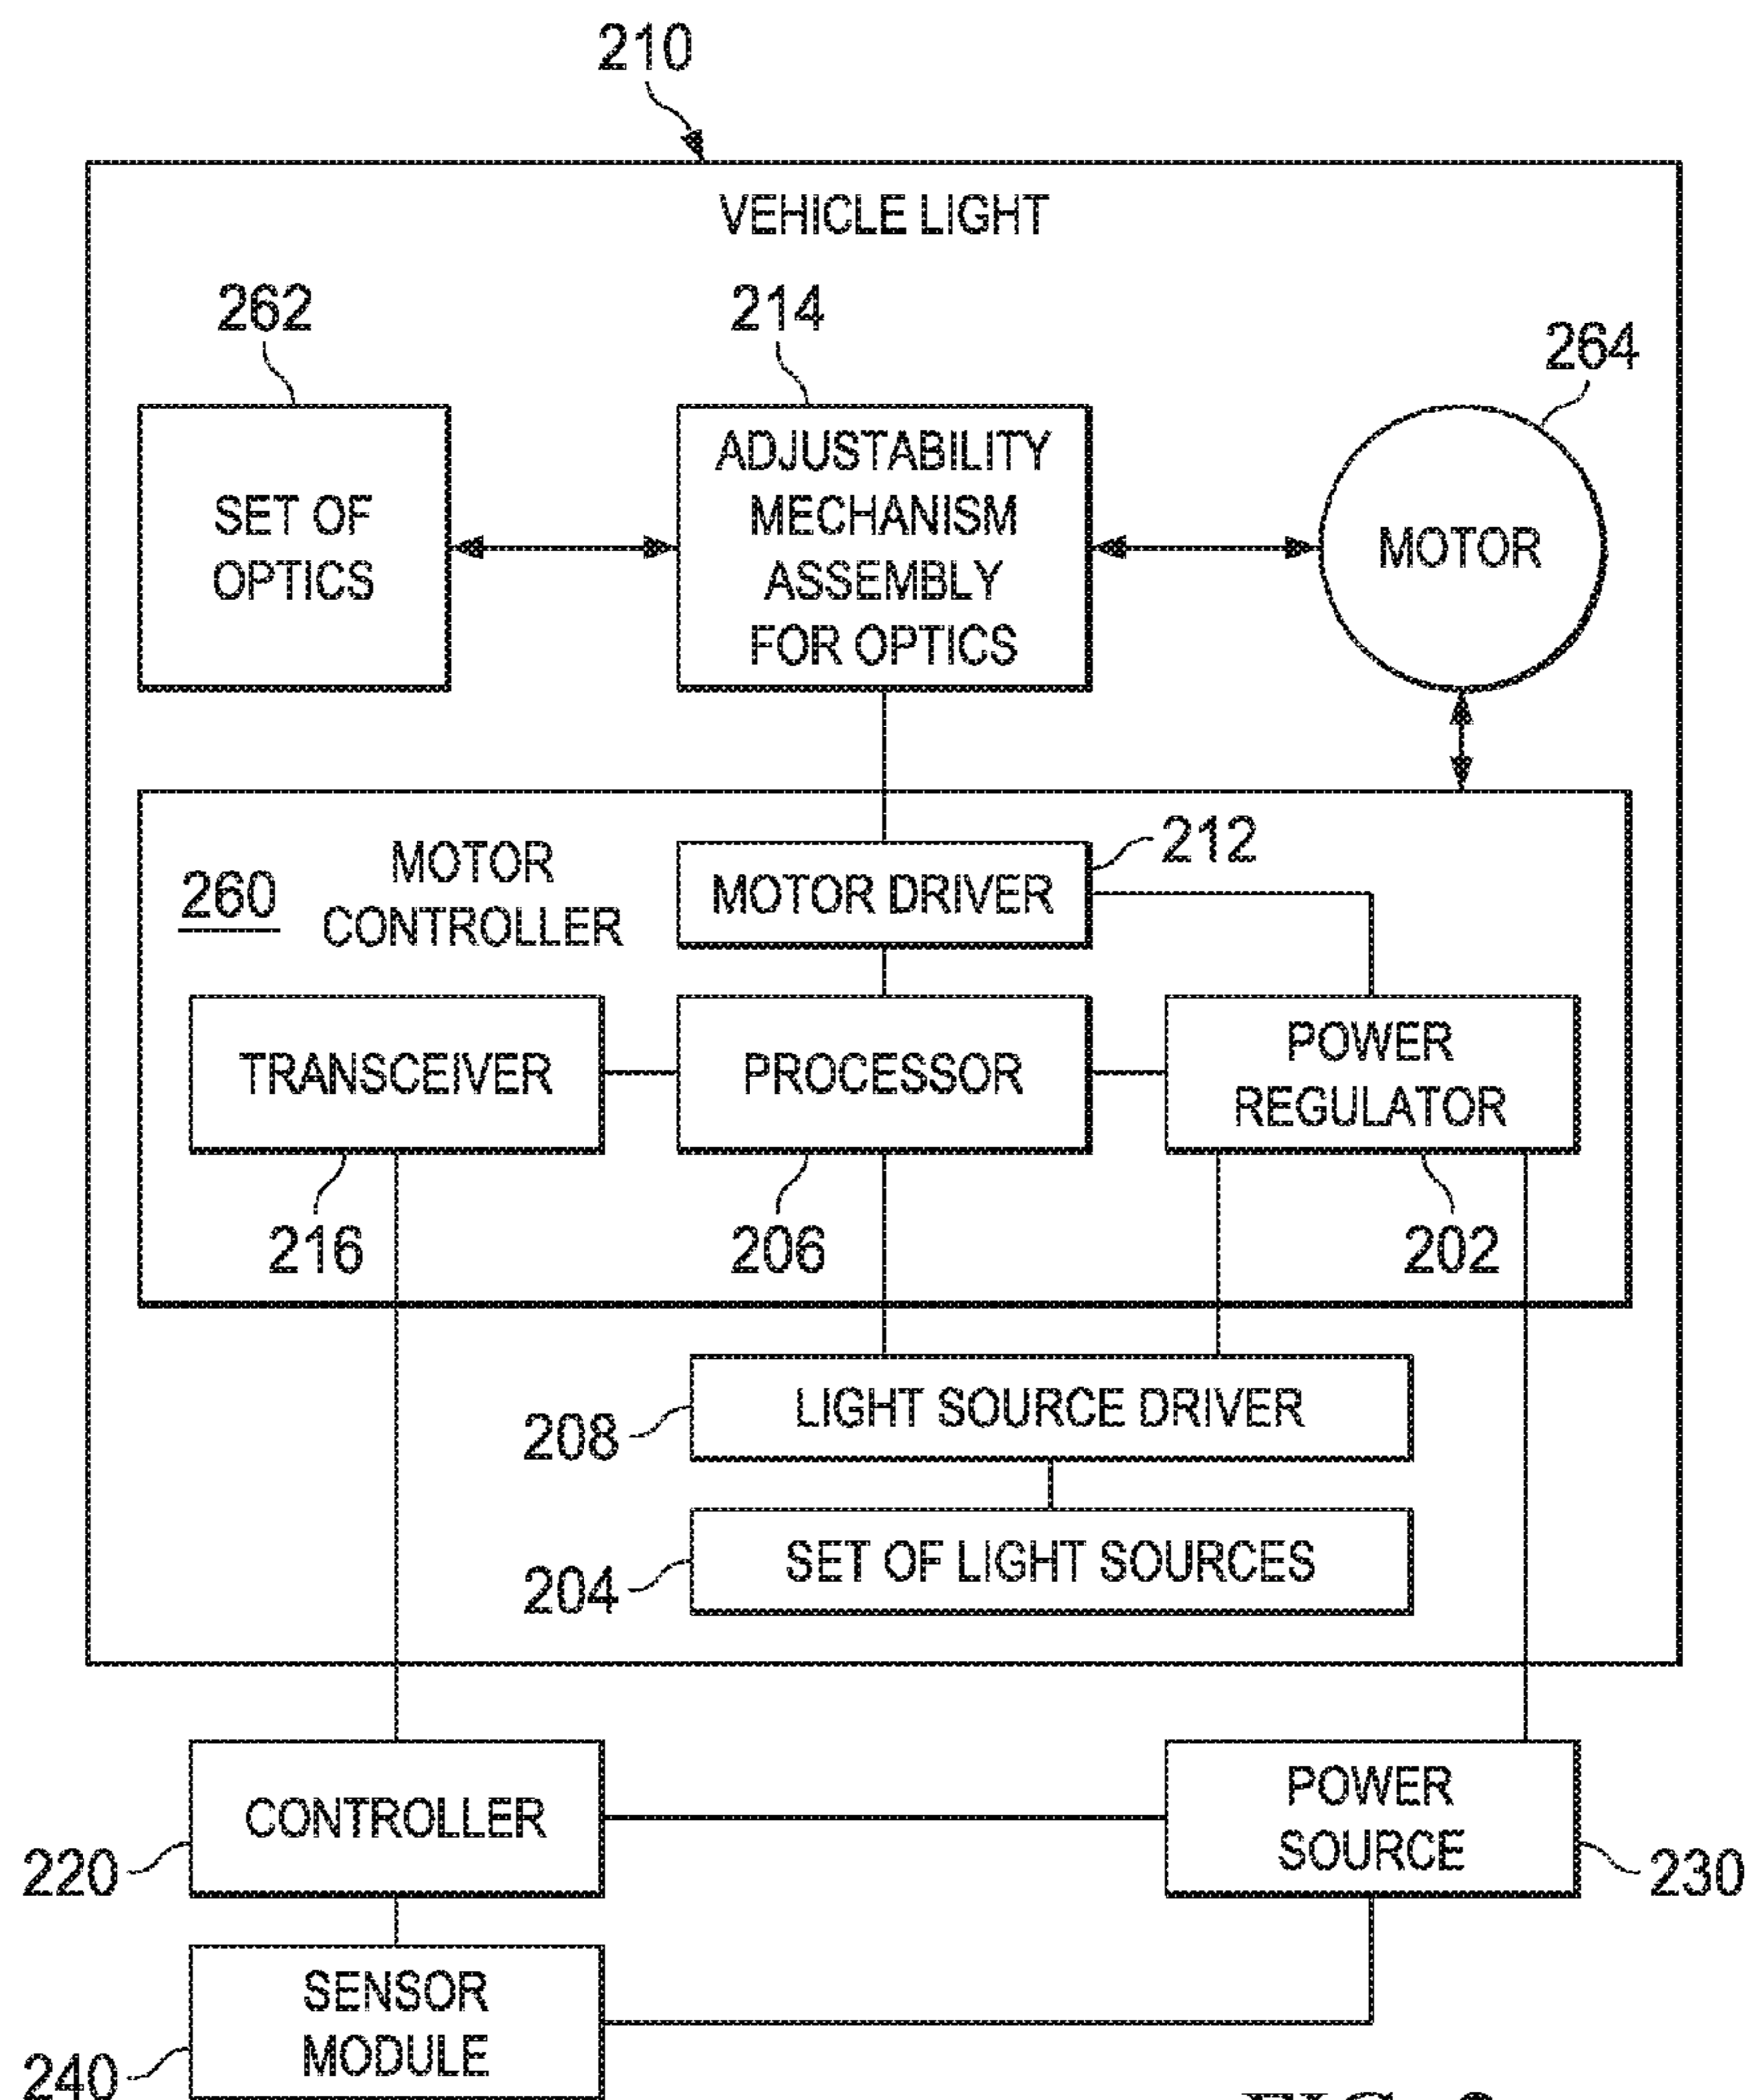 210
VEHICLE LIGHT
262
214
264
SET OF
OPTICS
ADJUSTABILITY
MECHANISM
ASSEMBLY
FOR OPTICS
MOTOR
260
MOTOR
CONTROLLER
MOTOR DRIVER
212
TRANSCEIVER
PROCESSOR
POWER
REGULATOR
216
206
202
LIGHT SOURCE DRIVER
208
SET OF LIGHT SOURCES
204
CONTROLLER
220
POWER
SOURCE
230
SENSOR
MODULE
240